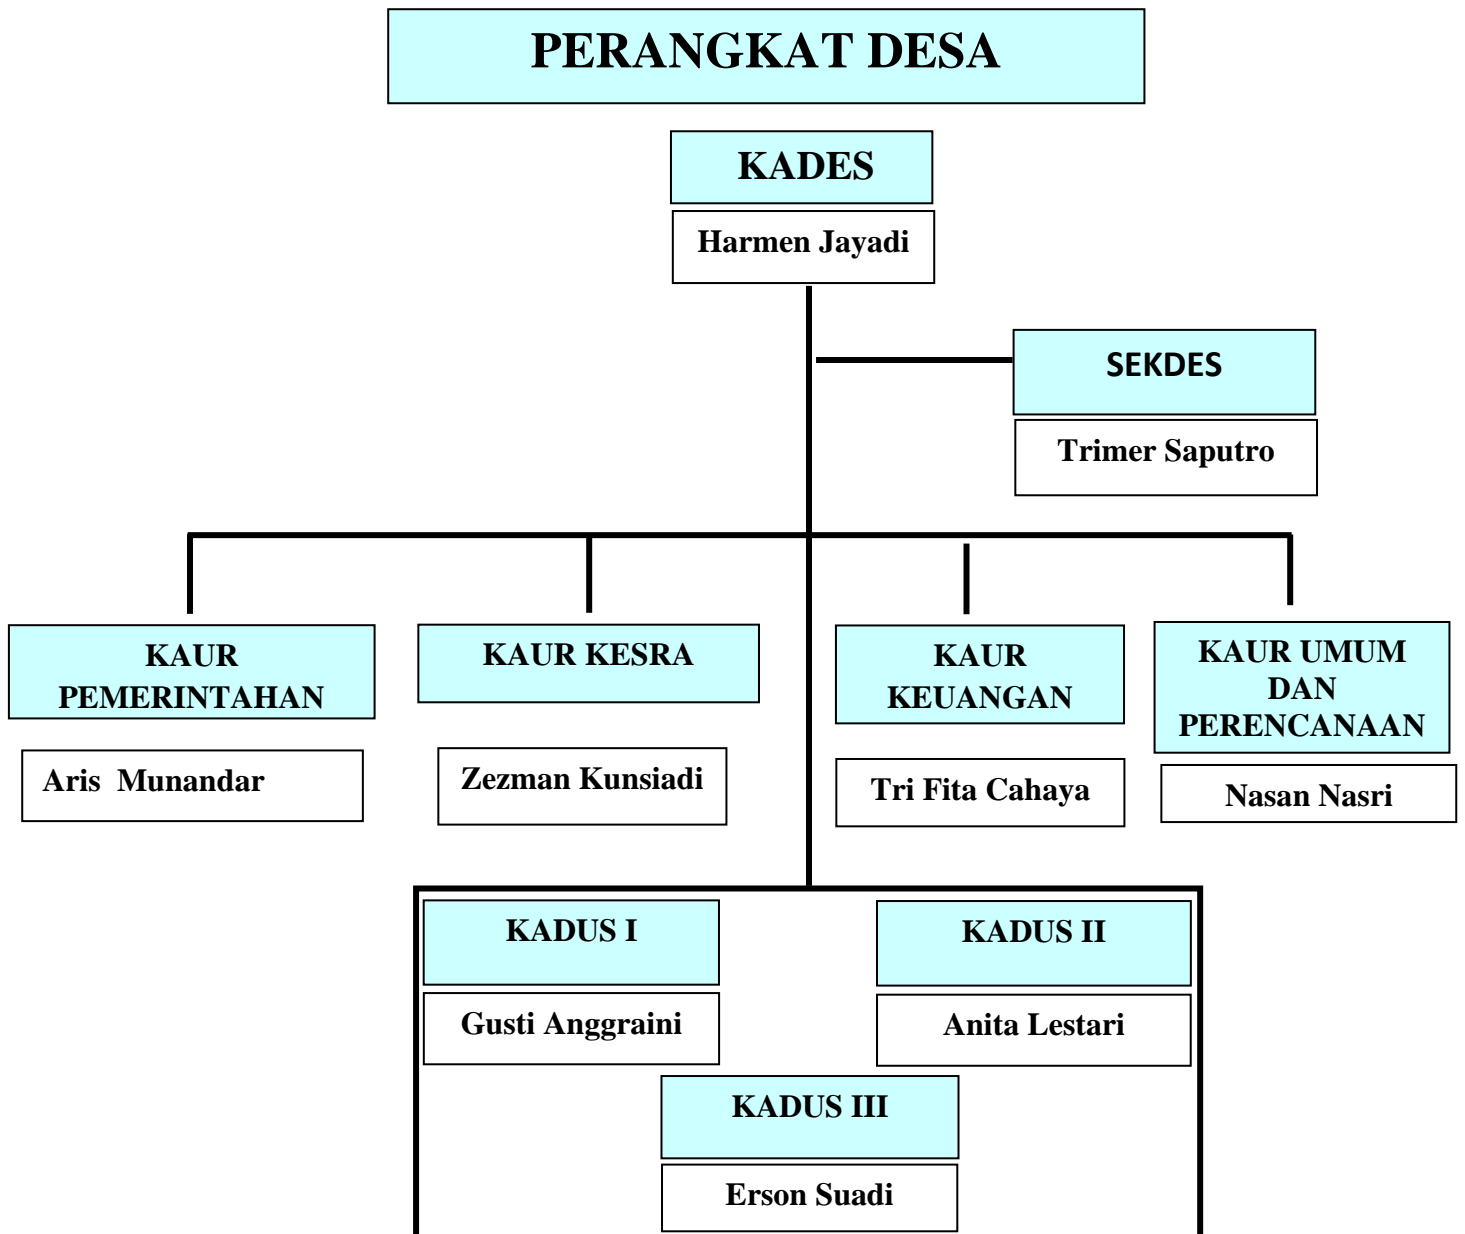 PERANGKAT DESA
KADES
Harmen Jayadi
SEKDES
Trimer Saputro
KAUR
PEMERINTAHAN
Aris  Munandar
KAUR KESRA
Zezman Kunsiadi
KAUR
KEUANGAN
Tri Fita Cahaya
KAUR UMUM
DAN
PERENCANAAN
Nasan Nasri
KADUS I
Gusti Anggraini
KADUS II
Anita Lestari
KADUS III
Erson Suadi